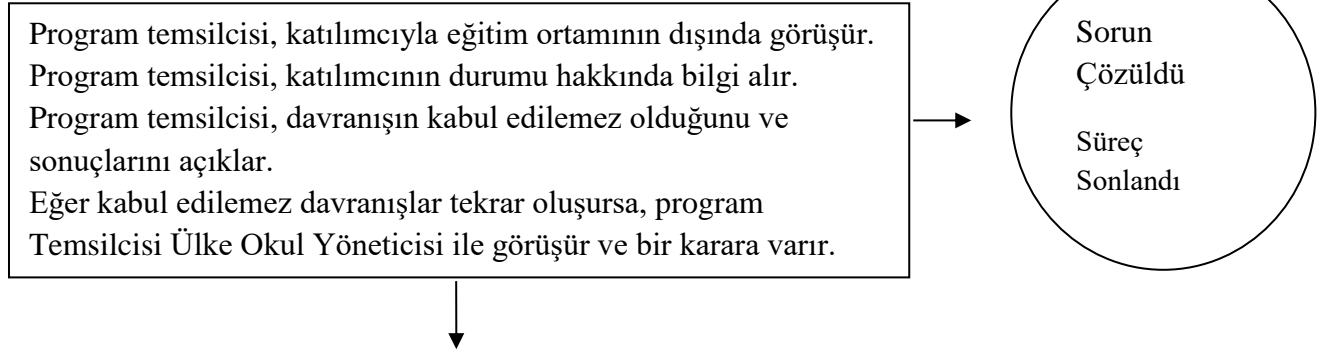 Program temsilcisi, katılımcıyla eğitim ortamının dışında görüşür.
Program temsilcisi, katılımcının durumu hakkında bilgi alır.
Program temsilcisi, davranışın kabul edilemez olduğunu ve
sonuçlarını açıklar.
Eğer kabul edilemez davranışlar tekrar oluşursa, program
Temsilcisi Ülke Okul Yöneticisi ile görüşür ve bir karara varır.
Sorun
Çözüldü
Süreç
Sonlandı